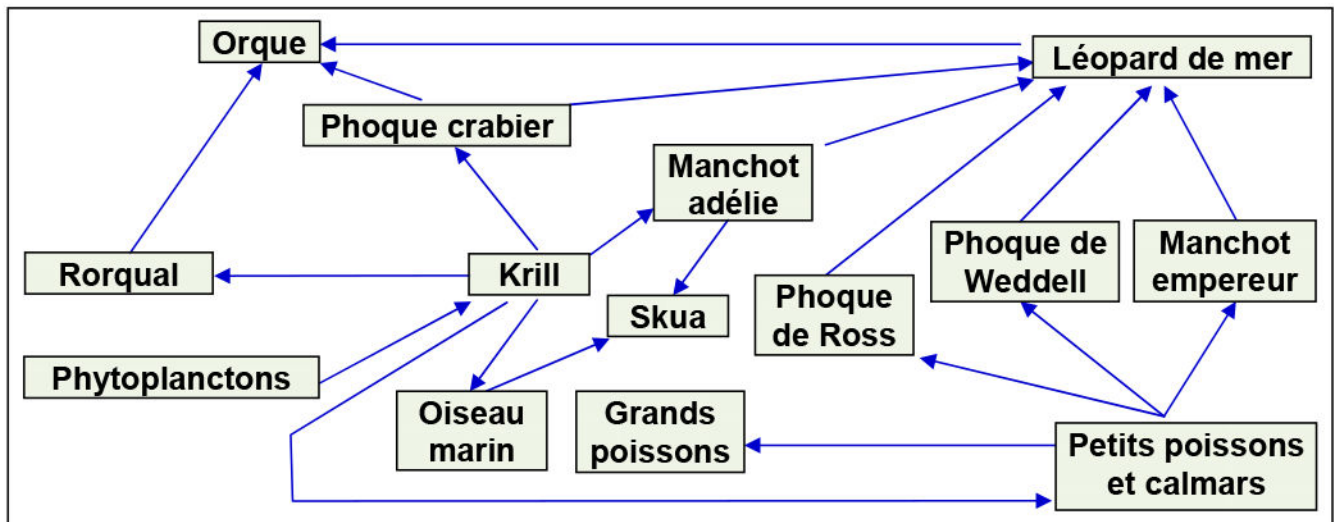 Orque
Léopard de mer
Phoque crabier
Manchot
adélie
Phoque de
Weddell
Manchot
empereur
Rorqual
Krill
Skua
Phoque
de Ross
Phytoplanctons
Oiseau
marin
Grands
poissons
Petits poissons
et calmars